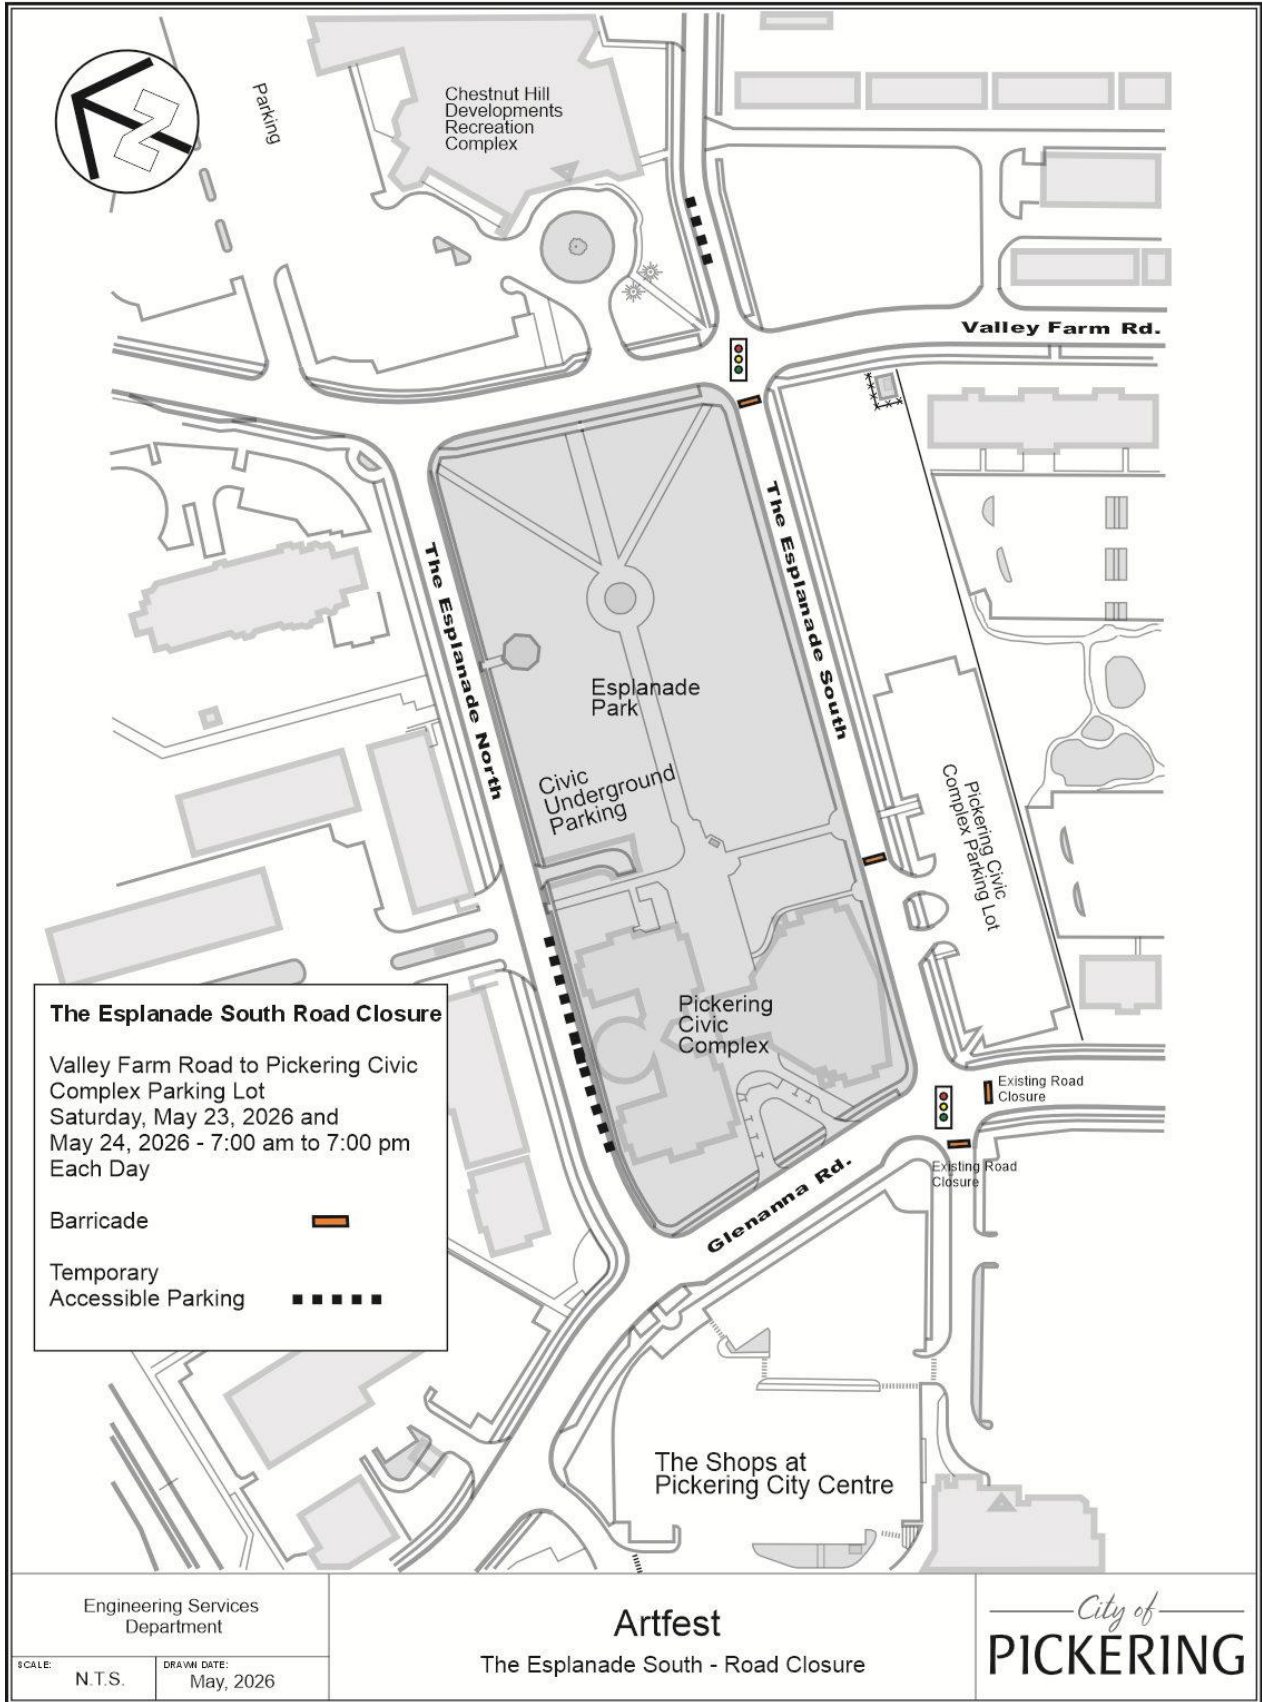 Parking
Chestnut Hill
Developments
Recreation
Complex
Valley Farm Rd.
The Esplanade South
The Esplanade North
Esplanade
Park
Civic
Underground
Parking
Pickering Civic
Complex Parking Lot
Pickering
Civic
Complex
Existing Road
Closure
Existing Road
Closure
Glenanna Rd.
The Esplanade South Road Closure
Valley Farm Road to Pickering Civic
Complex Parking Lot
Saturday, May 23, 2026 and
May 24, 2026 - 7:00 am to 7:00 pm
Each Day
Barricade
Temporary
Accessible Parking
The Shops at
Pickering City Centre
Engineering Services
Department
SCALE:
N.T.S.
DRAWN DATE:
May, 2026
Artfest
The Esplanade South - Road Closure
City of
PICKERING